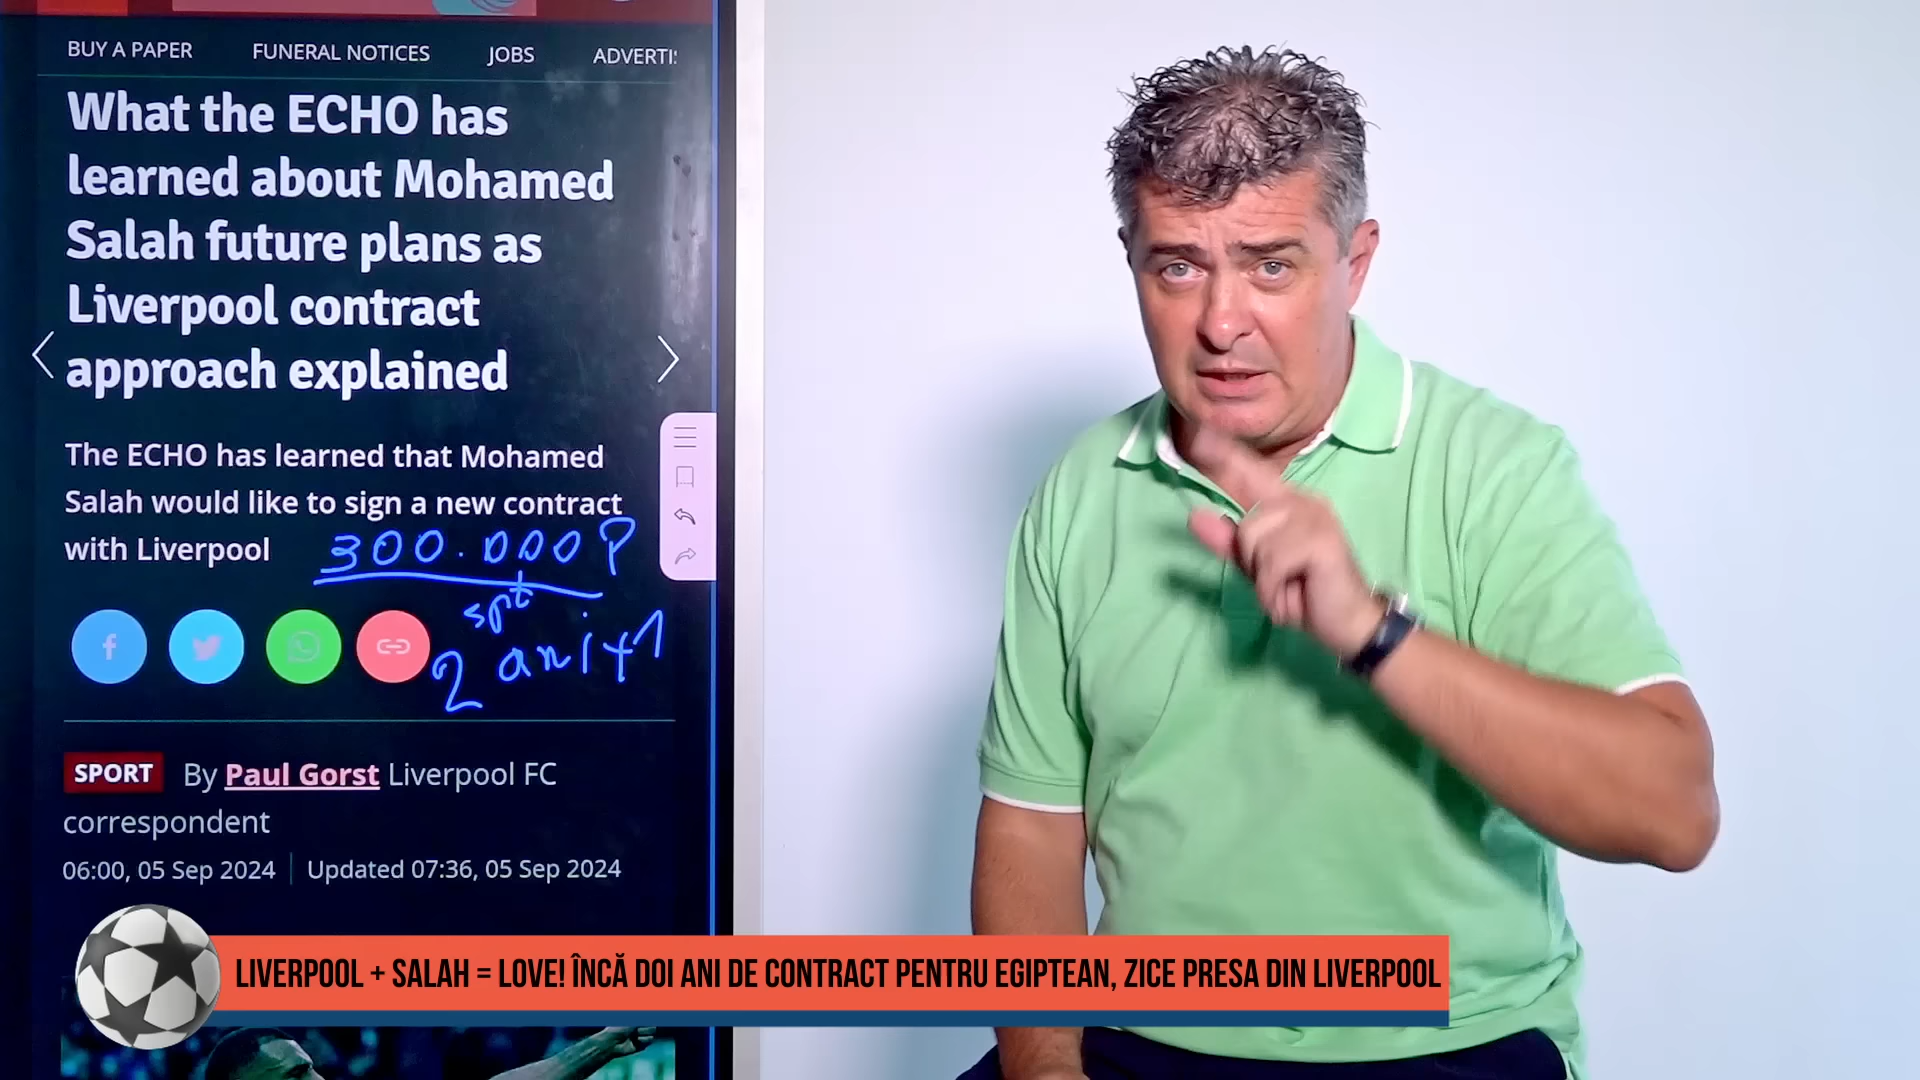 BUY A PAPER FUNERAL NOTICES JOBS ADVERTI
What the ECHO has
learned about Mohamed
Salah future plans as
Liverpool contract
approach explained
The ECHO has learned that Mohamed
Salah would like to sign a new contract
with Liverpool
300.000 P
spt
2 ani + 1
SPORT By Paul Gorst Liverpool FC
correspondent
06:00, 05 Sep 2024 Updated 07:36, 05 Sep 2024
LIVERPOOL + SALAH = LOVE! ÎNCĂ DOI ANI DE CONTRACT PENTRU EGIPTEAN, ZICE PRESA DIN LIVERPOOL